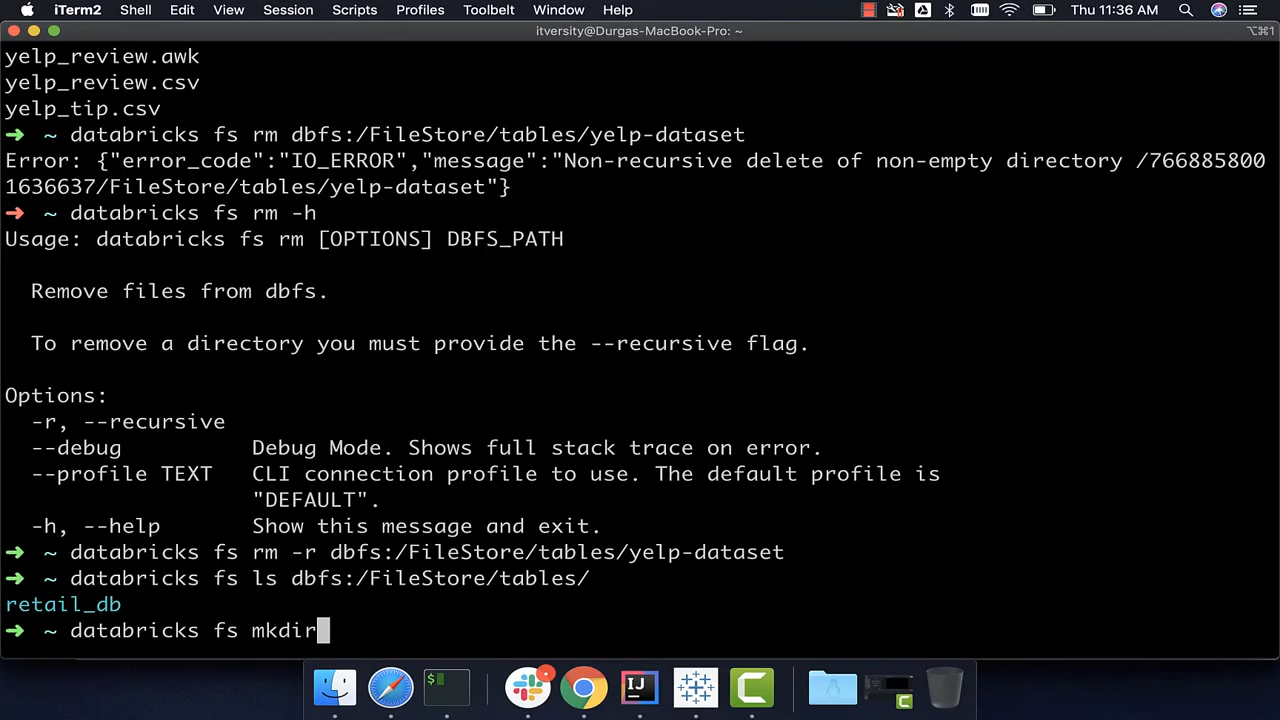 iTerm2 Shell Edit View Session Scripts Profiles Toolbelt Window Help Thu 11:36 AM
itversity@Durgas-MacBook-Pro: ~ ⌥⌘1
yelp_review.awk
yelp_review.csv
yelp_tip.csv
➜ ~ databricks fs rm dbfs:/FileStore/tables/yelp-dataset
Error: {"error_code":"IO_ERROR","message":"Non-recursive delete of non-empty directory /766885800
1636637/FileStore/tables/yelp-dataset"}
➜ ~ databricks fs rm -h
Usage: databricks fs rm [OPTIONS] DBFS_PATH
Remove files from dbfs.
To remove a directory you must provide the --recursive flag.
Options:
-r, --recursive
--debug Debug Mode. Shows full stack trace on error.
--profile TEXT CLI connection profile to use. The default profile is
"DEFAULT".
-h, --help Show this message and exit.
➜ ~ databricks fs rm -r dbfs:/FileStore/tables/yelp-dataset
➜ ~ databricks fs ls dbfs:/FileStore/tables/
retail_db
➜ ~ databricks fs mkdir
$ IJ C